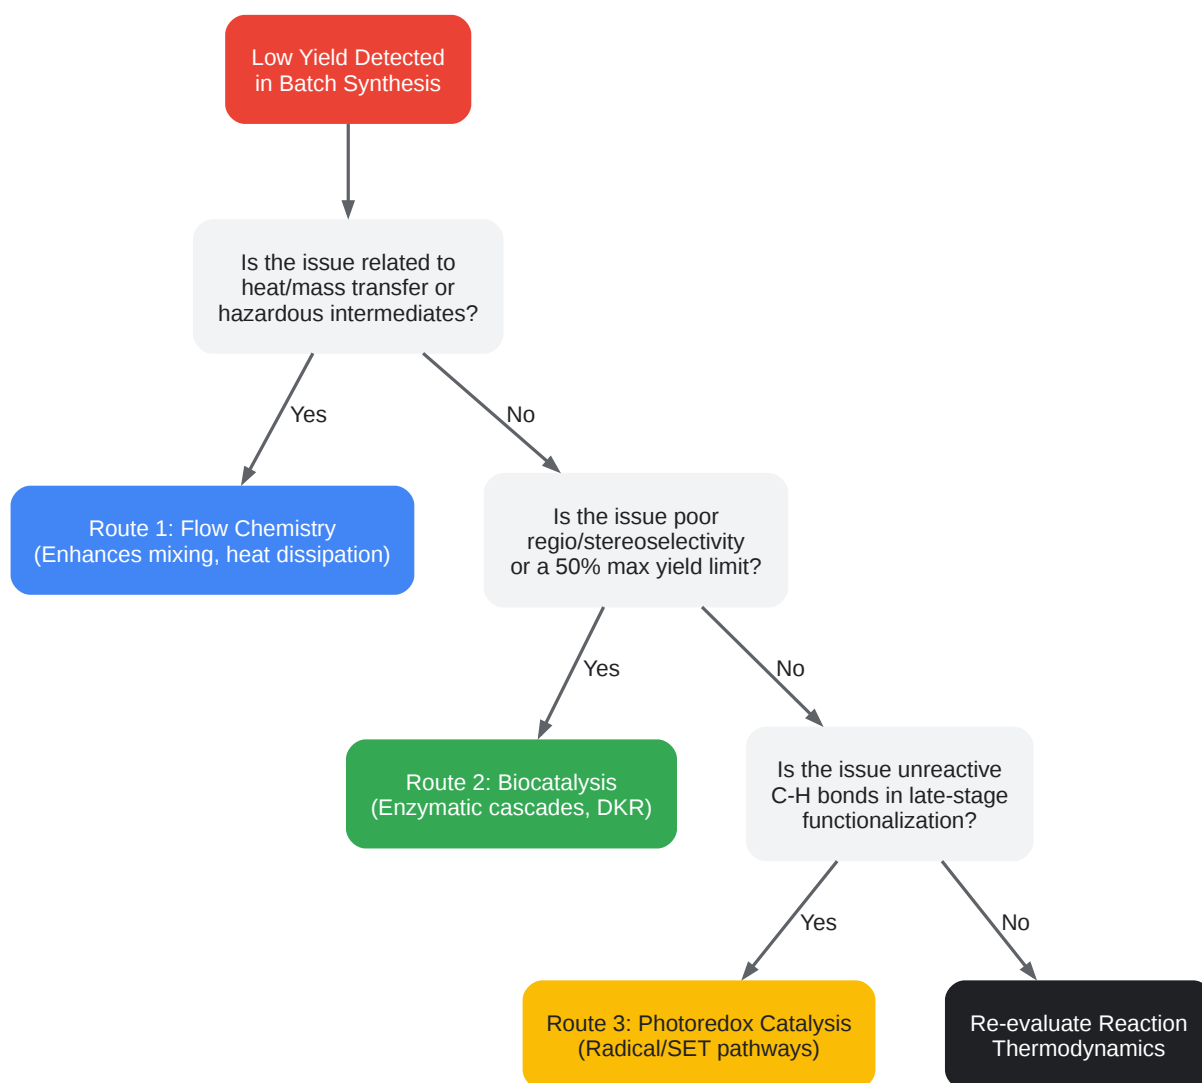 Low Yield Detected
in Batch Synthesis
Is the issue related to
heat/mass transfer or
hazardous intermediates?
Yes
No
Route 1: Flow Chemistry
(Enhances mixing, heat dissipation)
Is the issue poor
regio/stereoselectivity
or a 50% max yield limit?
Yes
No
Route 2: Biocatalysis
(Enzymatic cascades, DKR)
Is the issue unreactive
C-H bonds in late-stage
functionalization?
Yes
No
Route 3: Photoredox Catalysis
(Radical/SET pathways)
Re-evaluate Reaction
Thermodynamics